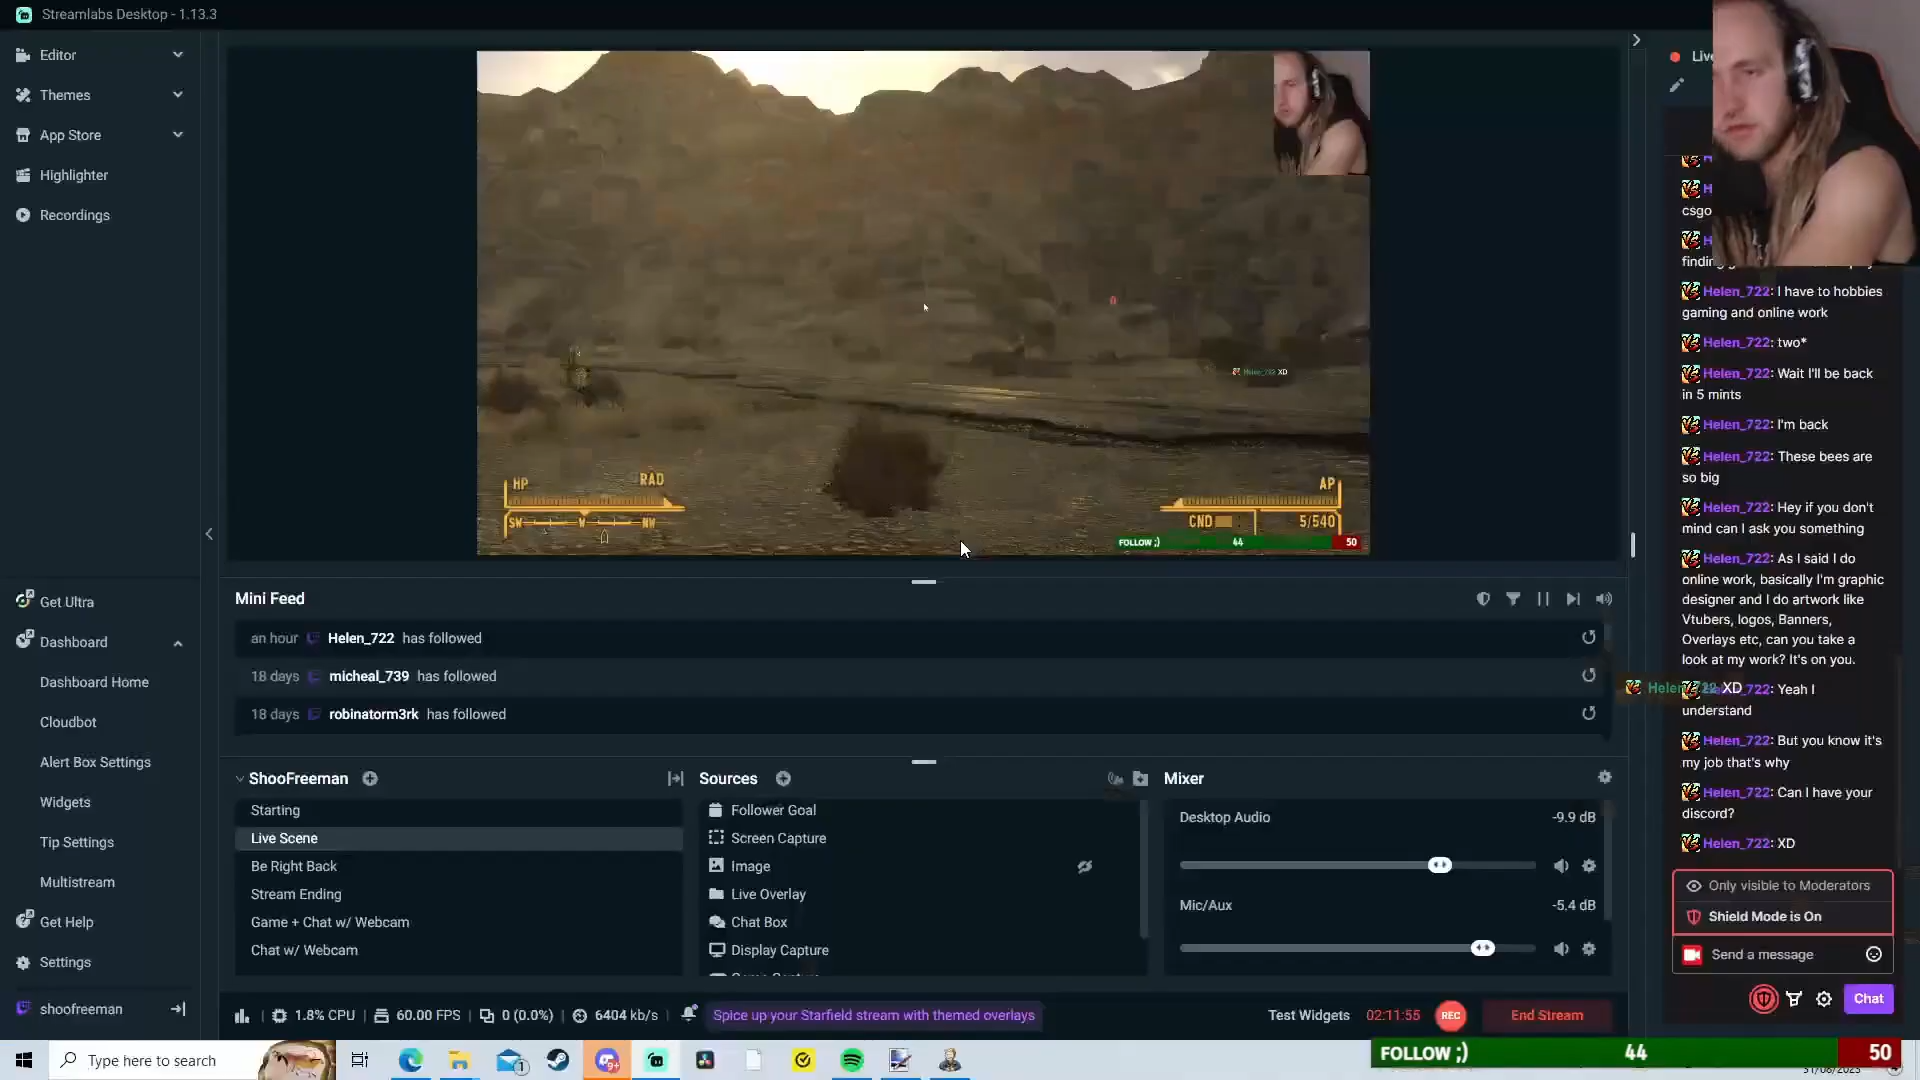 Streamlabs Desktop - 1.13.3
Editor
Themes
App Store
Highlighter
Recordings
Get Ultra
Dashboard
Dashboard Home
Cloudbot
Alert Box Settings
Widgets
Tip Settings
Multistream
Get Help
Settings
shoofreeman
HP
RAD
SW
W
NW
Helen_722 XD
AP
CND
5/540
FOLLOW ;)
44
50
Mini Feed
an hour Helen_722 has followed
18 days micheal_739 has followed
18 days robinatorm3rk has followed
ShooFreeman
Starting
Live Scene
Be Right Back
Stream Ending
Game + Chat w/ Webcam
Chat w/ Webcam
Sources
Follower Goal
Screen Capture
Image
Live Overlay
Chat Box
Display Capture
Mixer
Desktop Audio
-9.9 dB
Mic/Aux
-5.4 dB
1.8% CPU
60.00 FPS
0 (0.0%)
6404 kb/s
Spice up your Starfield stream with themed overlays
Test Widgets
02:11:55
REC
End Stream
csgo
Helen_722: I have to hobbies
gaming and online work
Helen_722: two*
Helen_722: Wait I'll be back
in 5 mints
Helen_722: I'm back
Helen_722: These bees are
so big
Helen_722: Hey if you don't
mind can I ask you something
Helen_722: As I said I do
online work, basically I'm graphic
designer and I do artwork like
Vtubers, logos, Banners,
Overlays etc, can you take a
look at my work? It's on you.
XD
Helen_722: Yeah I
understand
Helen_722: But you know it's
my job that's why
Helen_722: Can I have your
discord?
Helen_722: XD
Only visible to Moderators
Shield Mode is On
Send a message
Chat
Type here to search
9+
1
FOLLOW ;)
44
50